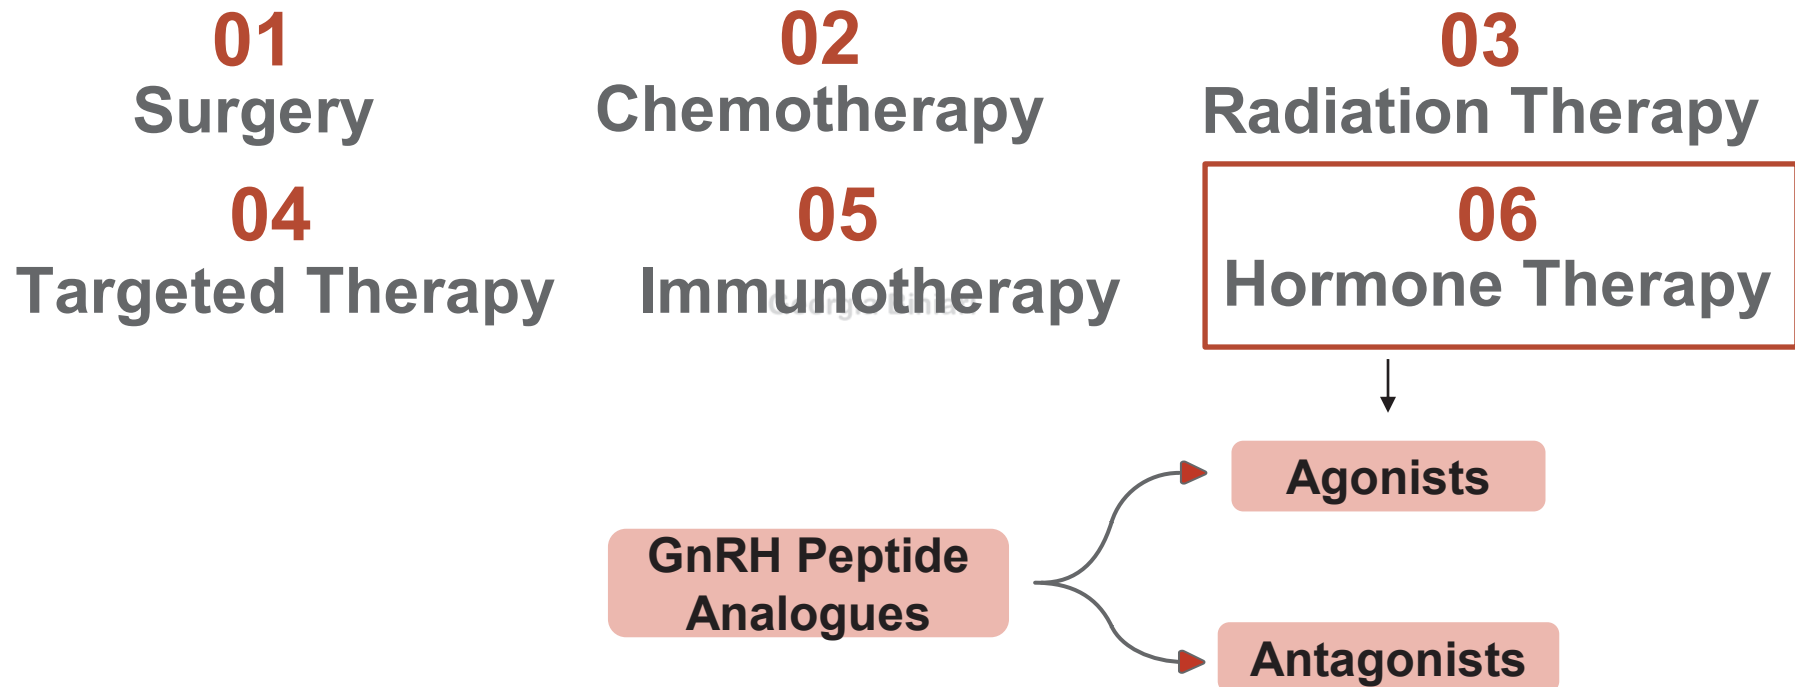 01
Surgery
02
Chemotherapy
03
Radiation Therapy
04
Targeted Therapy
05
Immunotherapy
06
Hormone Therapy
Agonists
GnRH Peptide
Analogues
Antagonists